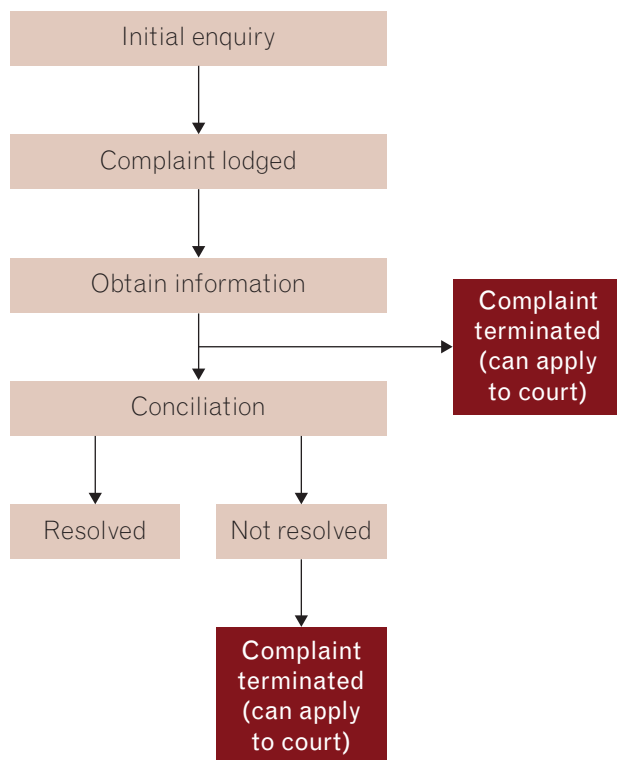 Initial enquiry
Complaint lodged
Obtain information
Complaint
terminated
(can apply
to court)
Conciliation
Resolved
Not resolved
Complaint
terminated
(can apply
to court)